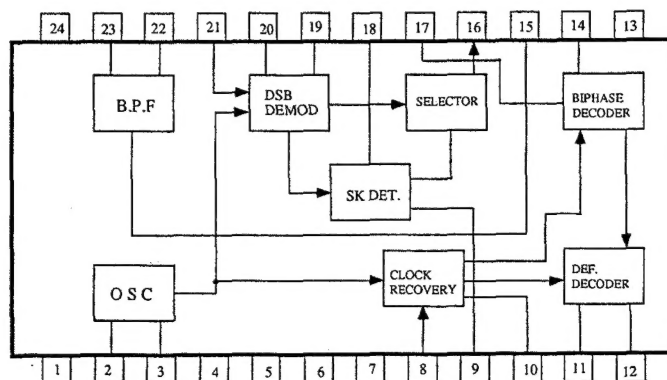 24 23 22 21 20 19 18 17 16 15 14 13
B.P.F
DSB
DEMOD
SELECTOR
BIPHASE
DECODER
SK DET.
O S C
CLOCK
RECOVERY
DEF.
DECODER
1 2 3 4 5 6 7 8 9 10 11 12